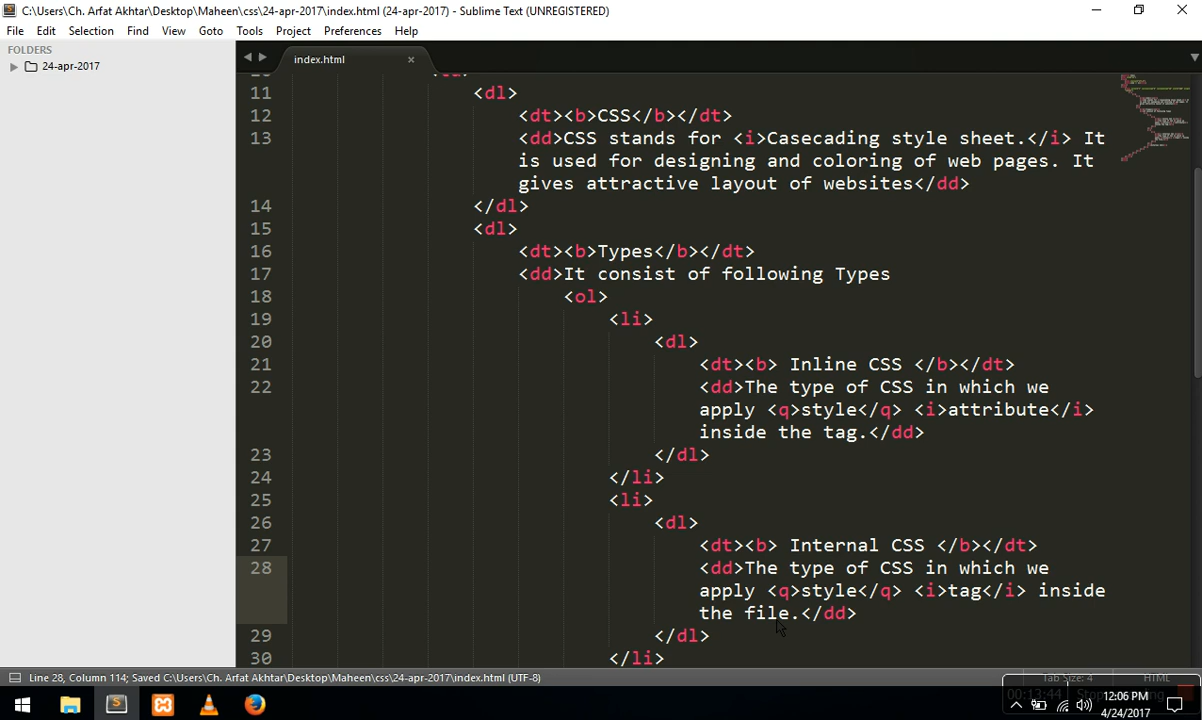 C:\Users\Ch. Arfat Akhtar\Desktop\Maheen\css\24-apr-2017\index.html (24-apr-2017) - Sublime Text (UNREGISTERED)
File Edit Selection Find View Goto Tools Project Preferences Help
FOLDERS
24-apr-2017
index.html
11 <dl>
12 <dt><b>CSS</b></dt>
13 <dd>CSS stands for <i>Casecading style sheet.</i> It
is used for designing and coloring of web pages. It
gives attractive layout of websites</dd>
14 </dl>
15 <dl>
16 <dt><b>Types</b></dt>
17 <dd>It consist of following Types
18 <ol>
19 <li>
20 <dl>
21 <dt><b> Inline CSS </b></dt>
22 <dd>The type of CSS in which we
apply <q>style</q> <i>attribute</i>
inside the tag.</dd>
23 </dl>
24 </li>
25 <li>
26 <dl>
27 <dt><b> Internal CSS </b></dt>
28 <dd>The type of CSS in which we
apply <q>style</q> <i>tag</i> inside
the file.</dd>
29 </dl>
30 </li>
Line 28, Column 114; Saved C:\Users\Ch. Arfat Akhtar\Desktop\Maheen\css\24-apr-2017\index.html (UTF-8) Tab Size: 4 HTML
00:13:44 12:06 PM
4/24/2017